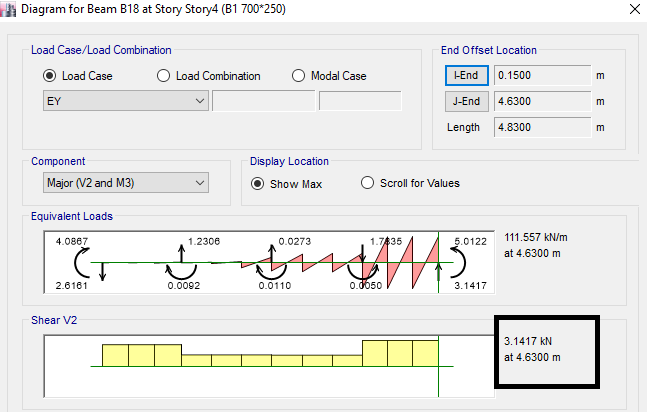 Diagram for Beam B18 at Story Story4 (B1 700*250)
Load Case/Load Combination
Load Case
Load Combination
Modal Case
EY
End Offset Location
I-End
0.1500
m
J-End
4.6300
m
Length
4.8300
m
Component
Major (V2 and M3)
Display Location
Show Max
Scroll for Values
Equivalent Loads
4.0867
1.2306
0.0273
1.7835
5.0122
2.6161
0.0092
0.0110
0.0050
3.1417
111.557 kN/m
at 4.6300 m
Shear V2
3.1417 kN
at 4.6300 m